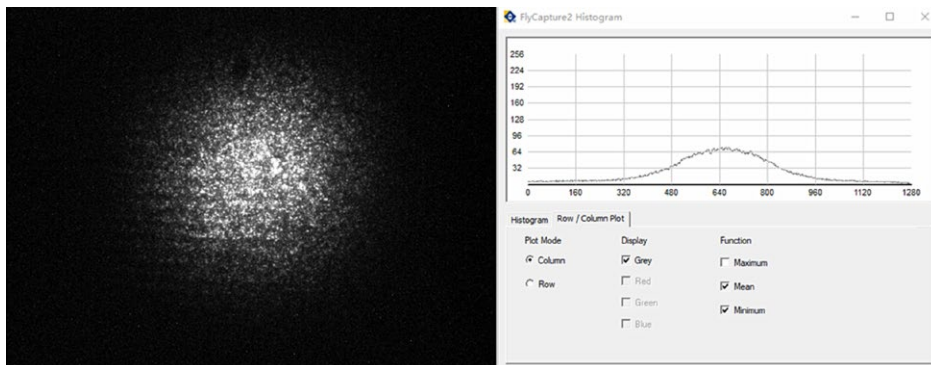 FlyCapture2 Histogram
256
224
192
160
128
96
64
32
0 160 320 480 640 800 960 1120 1280
Histogram Row / Column Plot
Plot Mode Display Function
Column Grey Maximum
Row Red Mean
Green Minimum
Blue